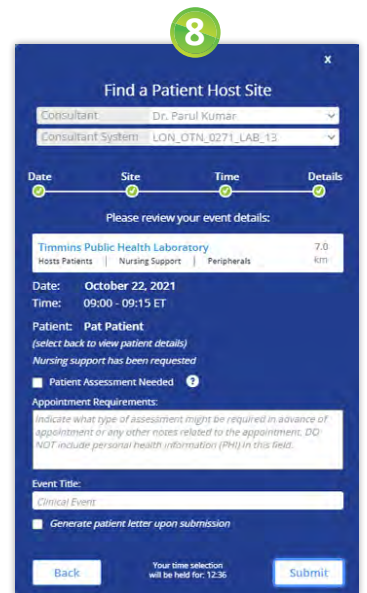 8
x
Find a Patient Host Site
Consultant Dr. Parul Kumar
Consultant System LON_OTN_0271_LAB_13
Date Site Time Details
Please review your event details:
Timmins Public Health Laboratory 7.0
Hosts Patients | Nursing Support | Peripherals km
Date: October 22, 2021
Time: 09:00 - 09:15 ET
Patient: Pat Patient
(select back to view patient details)
Nursing support has been requested
Patient Assessment Needed ?
Appointment Requirements:
Indicate what type of assessment might be required in advance of
appointment or any other notes related to the appointment. DO
NOT include personal health information (PHI) in this field.
Event Title:
Clinical Event
Generate patient letter upon submission
Back
Your time selection
will be held for: 12:36
Submit